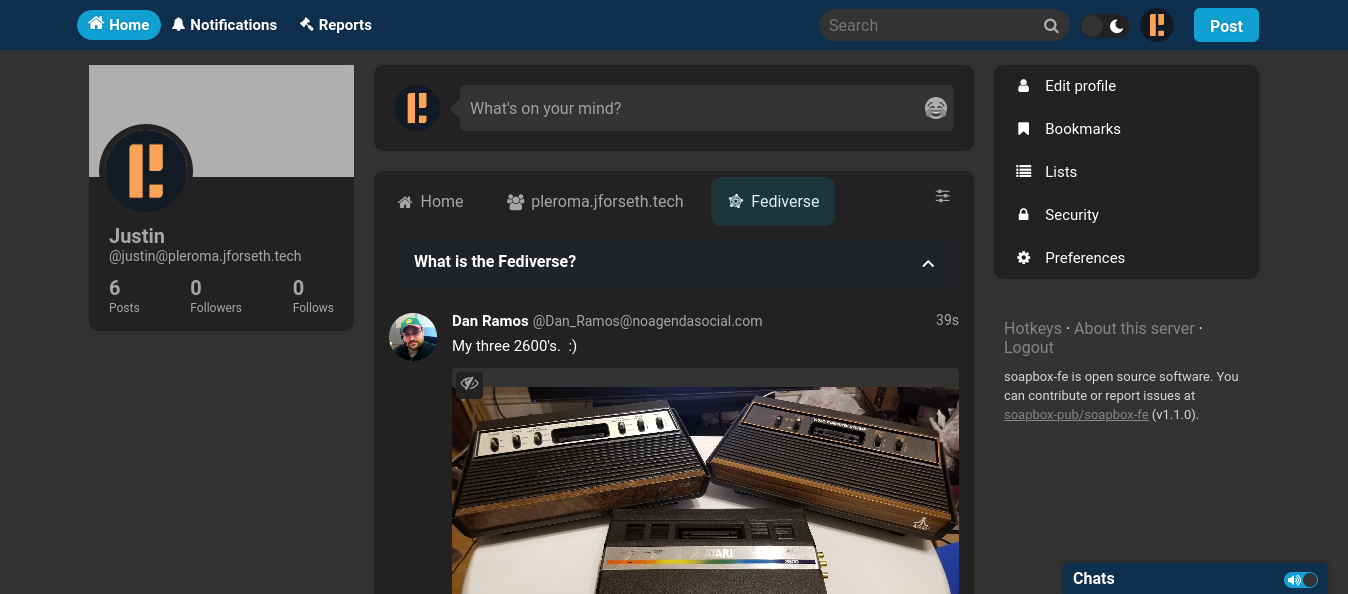 Home Notifications Reports Search Post
Justin
@justin@pleroma.jforseth.tech
6 0 0
Posts Followers Follows
What's on your mind?
Home pleroma.jforseth.tech Fediverse
What is the Fediverse?
Dan Ramos @Dan_Ramos@noagendasocial.com 39s
My three 2600's. :)
ATARI
2600
Edit profile
Bookmarks
Lists
Security
Preferences
Hotkeys · About this server ·
Logout
soapbox-fe is open source software. You
can contribute or report issues at
soapbox-pub/soapbox-fe (v1.1.0).
Chats